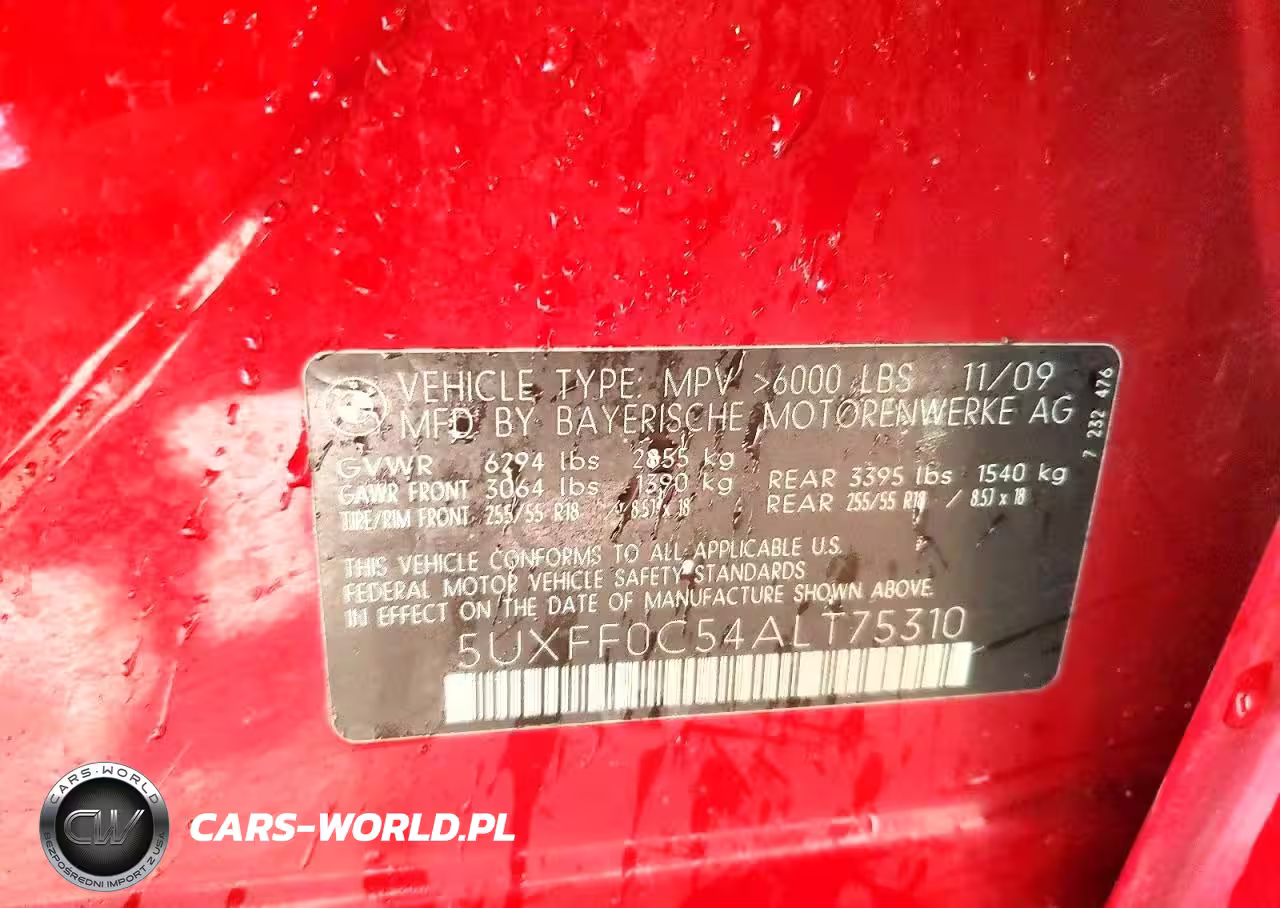 VEHICLE TYPE: MPV >6000 LBS 11/09
MFD BY BAYERISCHE MOTORENWERKE AG
7 232 476
GVWR 6294 lbs 2855 kg
GAWR FRONT 3064 lbs 1390 kg REAR 3395 lbs 1540 kg
TIRE/RIM FRONT 255/55 R18 / 8.5J x 18 REAR 255/55 R18 / 8.5J x 18
THIS VEHICLE CONFORMS TO ALL APPLICABLE U.S.
FEDERAL MOTOR VEHICLE SAFETY STANDARDS
IN EFFECT ON THE DATE OF MANUFACTURE SHOWN ABOVE.
5UXFF0C54ALT75310
CARS-WORLD
CW
BEZPOŚREDNI IMPORT Z USA
CARS-WORLD.PL